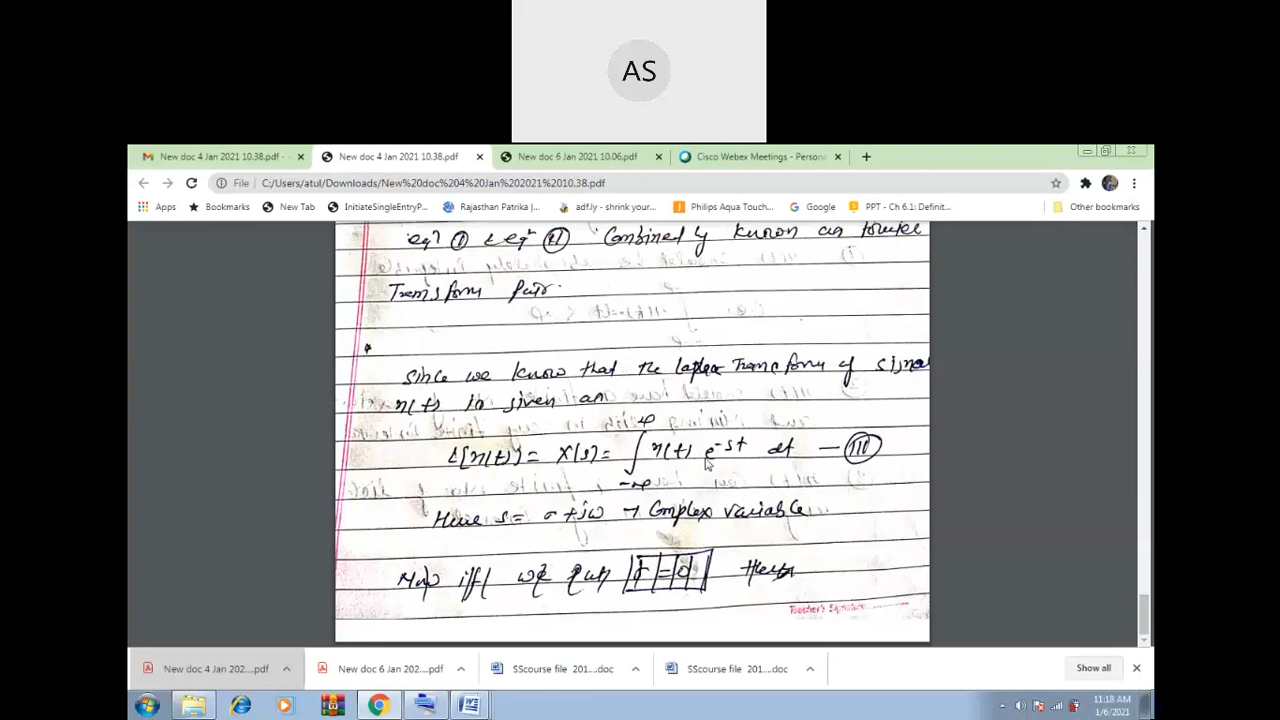 AS
New doc 4 Jan 2021 10.38.pdf -
New doc 4 Jan 2021 10.38.pdf
New doc 6 Jan 2021 10.06.pdf
Cisco Webex Meetings - Persona
File
C:/Users/atul/Downloads/New%20doc%204%20Jan%202021%2010.38.pdf
Apps
Bookmarks
New Tab
InitiateSingleEntryP...
Rajasthan Patrika |...
adf.ly - shrink your...
Philips Aqua Touch...
Google
PPT - Ch 6.1: Definit...
Other bookmarks
eqn (I) & eqn (II) Combinedly known as fourier
Transform pair.
Since we know that the laplace Transform of signal
x(t) is given as
L[x(t)] = X(s) = ∫ x(t) e^-st dt — (III)
Here s = σ + jω → Complex variable
Now if we put σ = 0 then
Teacher's Signature
New doc 4 Jan 202....pdf
New doc 6 Jan 202....pdf
SScourse file 201....doc
SScourse file 201....doc
Show all
11:18 AM
1/6/2021